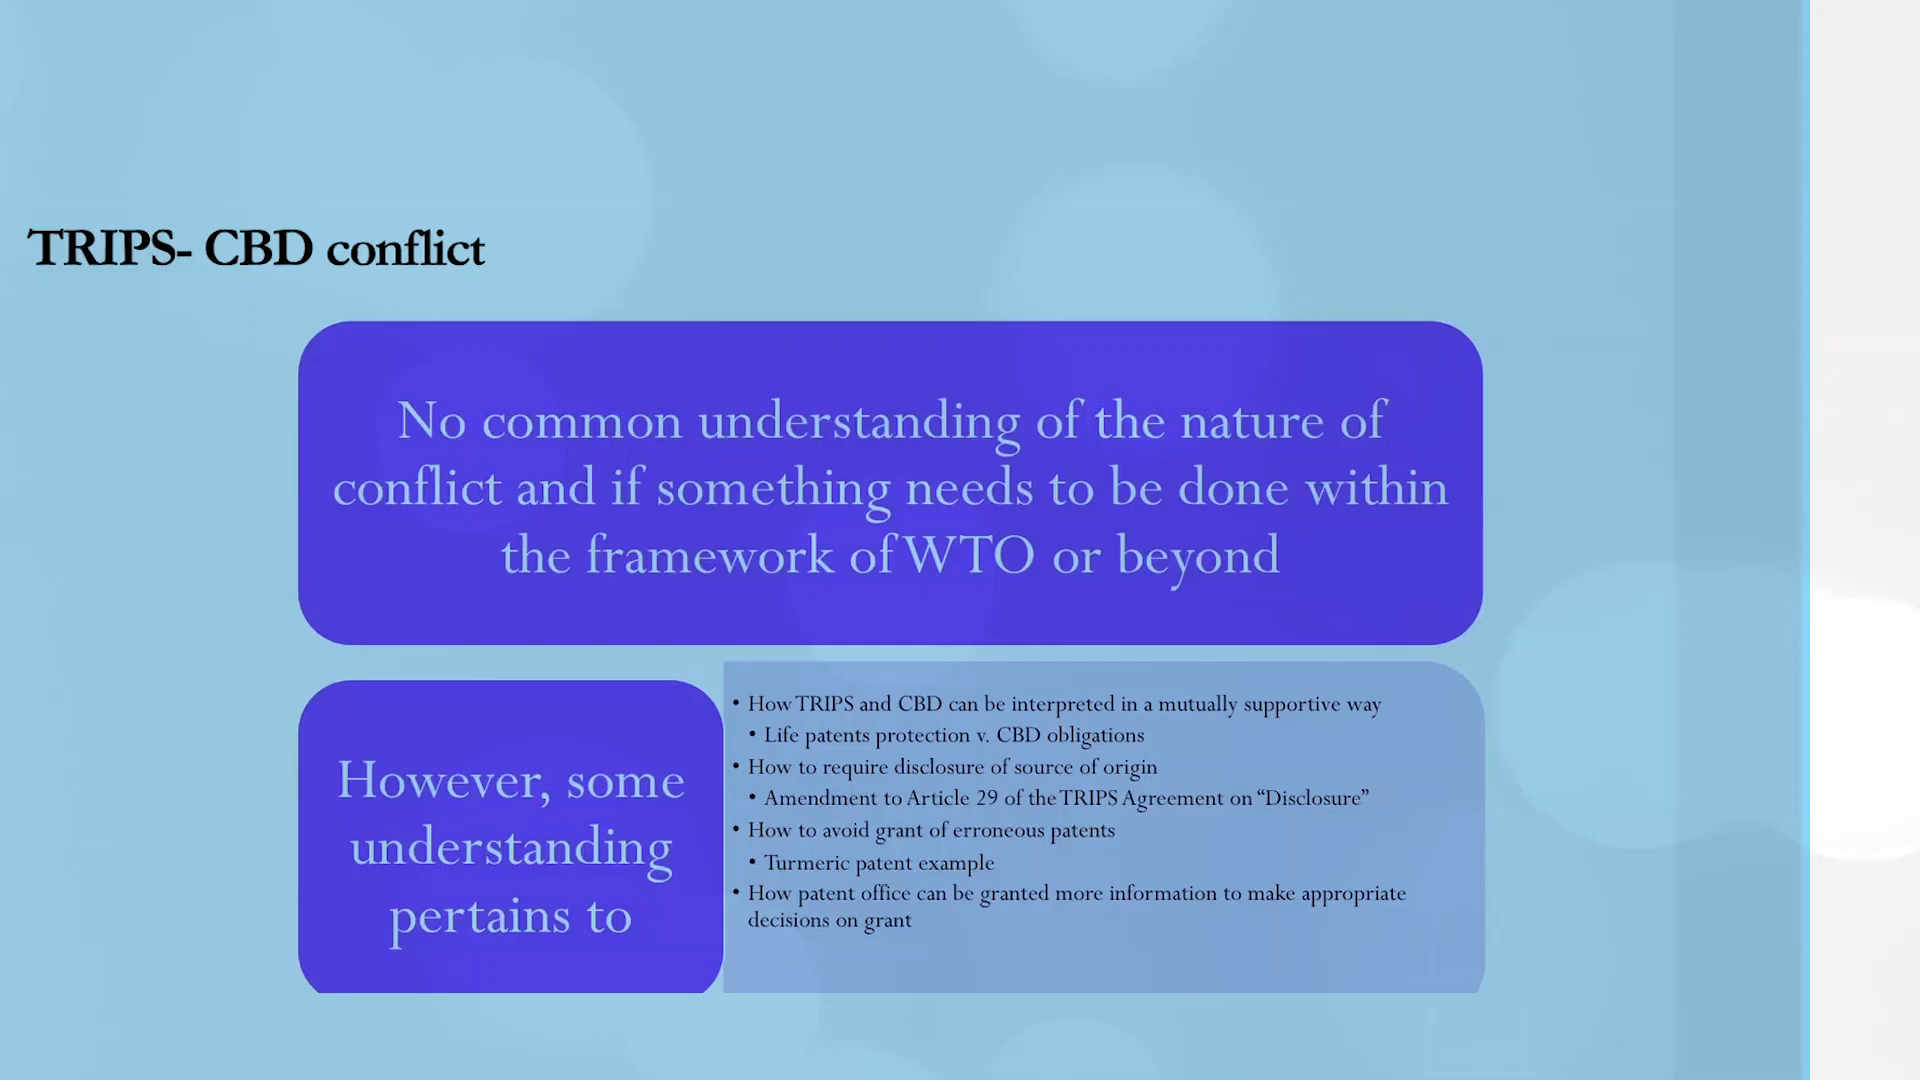 TRIPS- CBD conflict
No common understanding of the nature of
conflict and if something needs to be done within
the framework of WTO or beyond
However, some
understanding
pertains to
• How TRIPS and CBD can be interpreted in a mutually supportive way
• Life patents protection v. CBD obligations
• How to require disclosure of source of origin
• Amendment to Article 29 of the TRIPS Agreement on “Disclosure”
• How to avoid grant of erroneous patents
• Turmeric patent example
• How patent office can be granted more information to make appropriate
decisions on grant